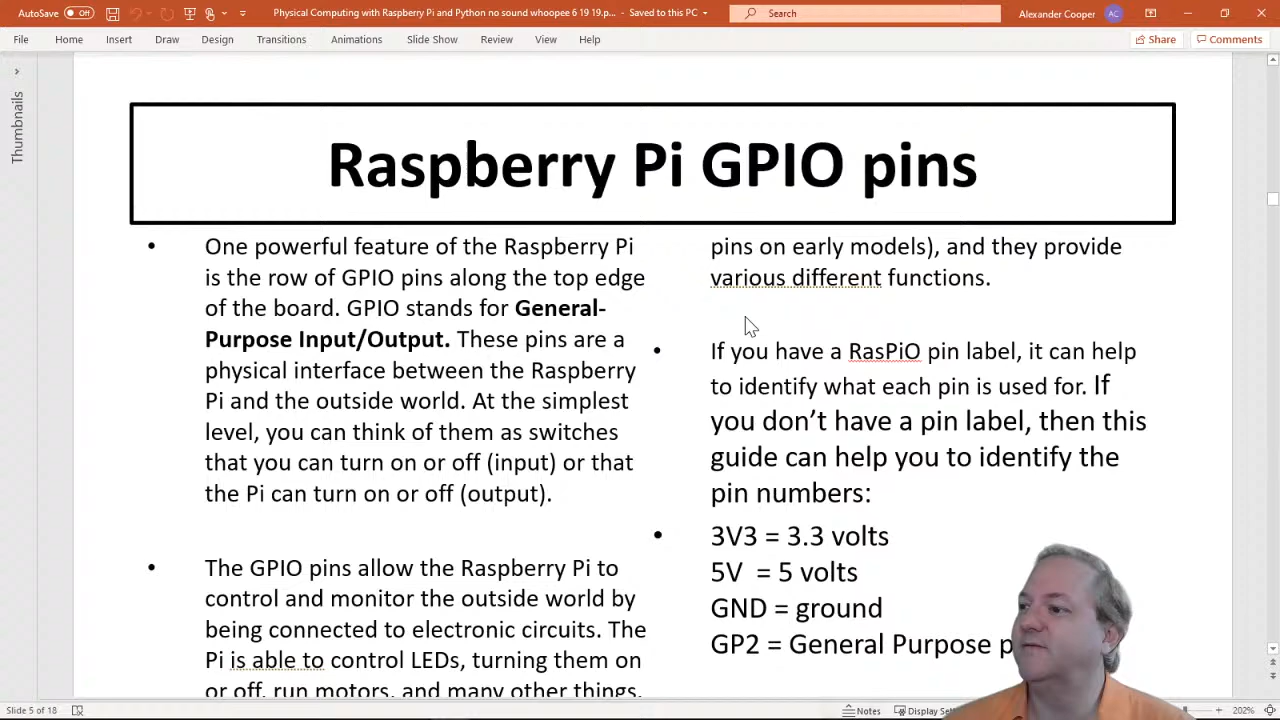 AutoSave Off
Physical Computing with Raspberry Pi and Python no sound whoopee 6 19 19.p... - Saved to this PC
Search
Alexander Cooper AC
File Home Insert Draw Design Transitions Animations Slide Show Review View Help Share Comments
Thumbnails
Raspberry Pi GPIO pins
• One powerful feature of the Raspberry Pi
is the row of GPIO pins along the top edge
of the board. GPIO stands for General-
Purpose Input/Output. These pins are a
physical interface between the Raspberry
Pi and the outside world. At the simplest
level, you can think of them as switches
that you can turn on or off (input) or that
the Pi can turn on or off (output).
• The GPIO pins allow the Raspberry Pi to
control and monitor the outside world by
being connected to electronic circuits. The
Pi is able to control LEDs, turning them on
or off, run motors, and many other things.
pins on early models), and they provide
various different functions.
• If you have a RasPiO pin label, it can help
to identify what each pin is used for. If
you don’t have a pin label, then this
guide can help you to identify the
pin numbers:
• 3V3 = 3.3 volts
5V = 5 volts
GND = ground
GP2 = General Purpose p
Slide 5 of 18
Notes
Display
202%